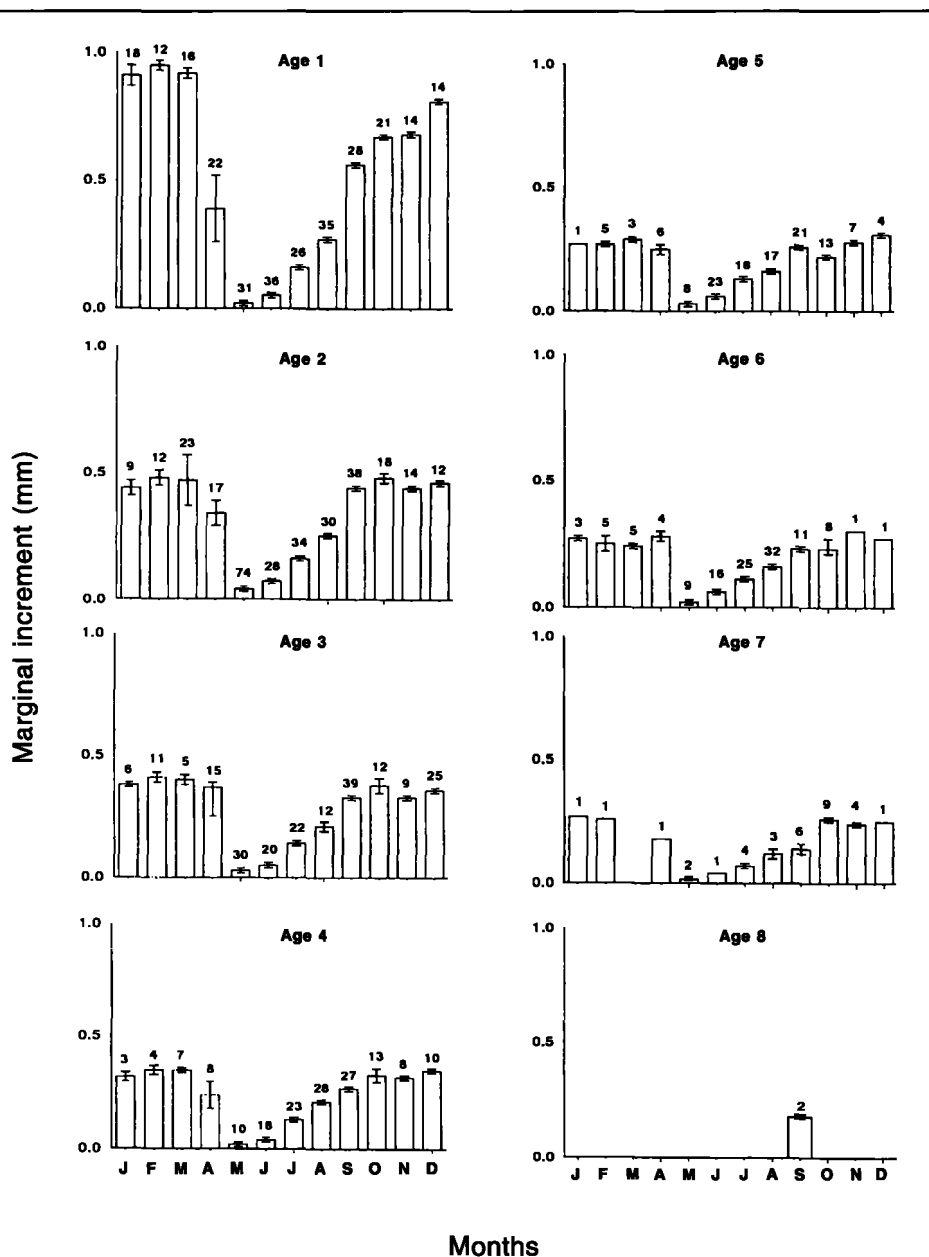 Marginal increment (mm)
Age 1
1.0
0.5
0.0
18 12 16 22 31 36 26 35 28 21 14 14
Age 2
1.0
0.5
0.0
9 12 23 17 74 28 34 30 38 18 14 12
Age 3
1.0
0.5
0.0
6 11 5 15 30 20 22 12 39 12 9 25
Age 4
1.0
0.5
0.0
3 4 7 8 10 18 23 28 27 13 8 10
J F M A M J J A S O N D
Age 5
1.0
0.5
0.0
1 5 3 6 8 23 18 17 21 13 7 4
Age 6
1.0
0.5
0.0
3 5 5 4 9 16 25 32 11 8 1 1
Age 7
1.0
0.5
0.0
1 1 1 2 1 4 3 6 9 4 1
Age 8
1.0
0.5
0.0
2
J F M A M J J A S O N D
Months